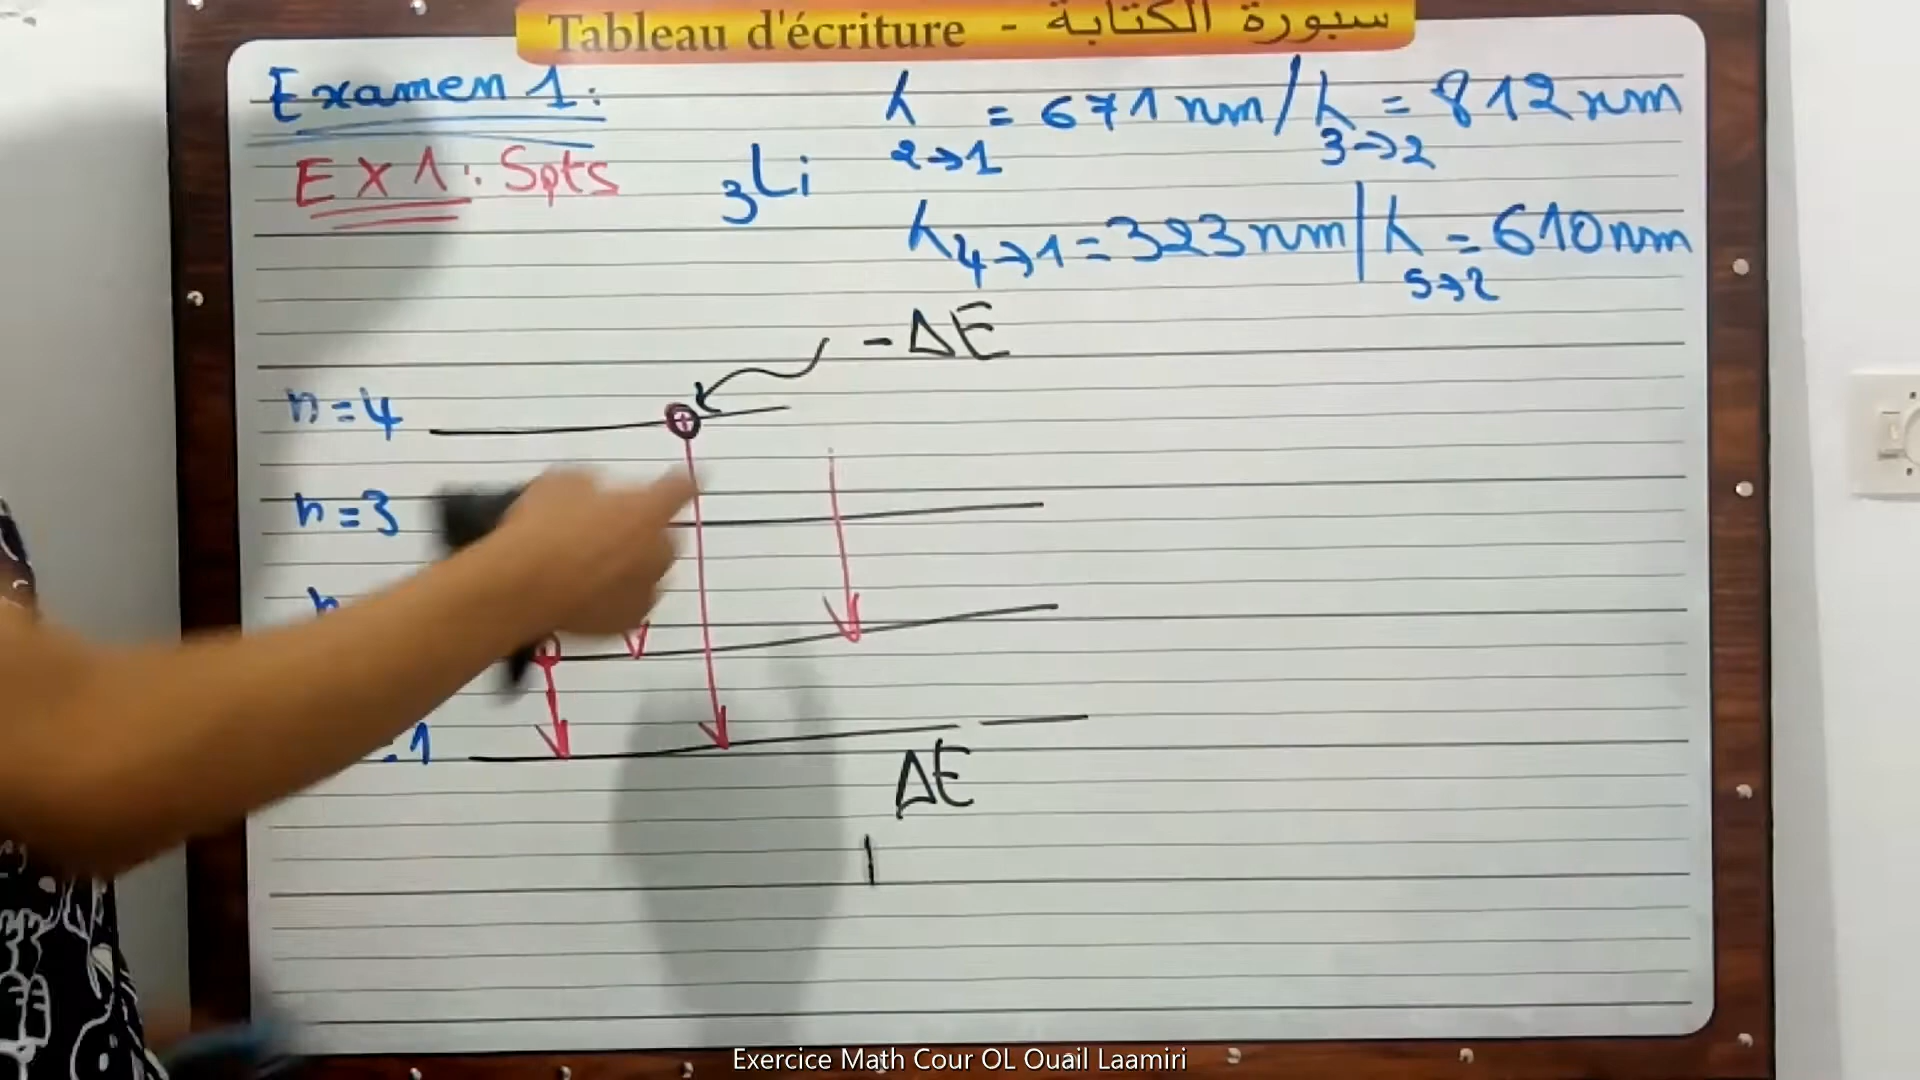 Tableau d'écriture - سبورة الكتابة
Examen 1:
λ2→1 = 671 nm / λ3→2 = 812 nm
EX1: 5pts
3Li
λ4→1 = 323 nm | λ5→2 = 610 nm
- ΔE
n = 4
n = 3
n
= 1
ΔE
Exercice Math Cour OL Ouail Laamiri